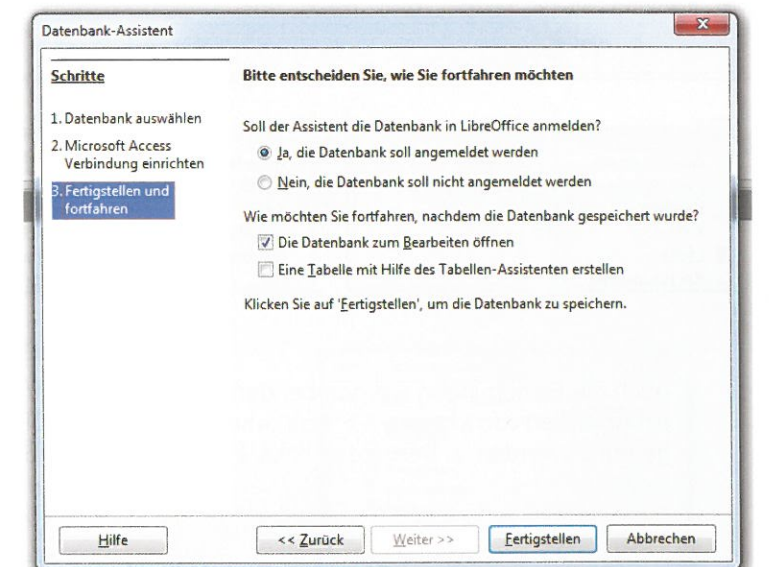 Datenbank-Assistent
Schritte
1. Datenbank auswählen
2. Microsoft Access
Verbindung einrichten
3. Fertigstellen und
fortfahren
Bitte entscheiden Sie, wie Sie fortfahren möchten
Soll der Assistent die Datenbank in LibreOffice anmelden?
Ja, die Datenbank soll angemeldet werden
Nein, die Datenbank soll nicht angemeldet werden
Wie möchten Sie fortfahren, nachdem die Datenbank gespeichert wurde?
Die Datenbank zum Bearbeiten öffnen
Eine Tabelle mit Hilfe des Tabellen-Assistenten erstellen
Klicken Sie auf 'Fertigstellen', um die Datenbank zu speichern.
Hilfe
<< Zurück
Weiter >>
Fertigstellen
Abbrechen